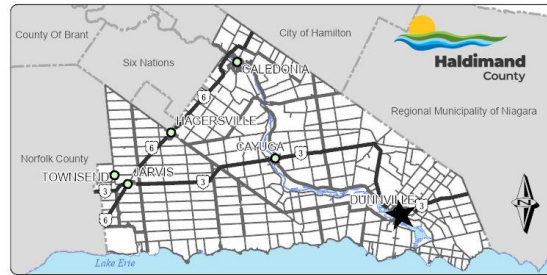 County Of Brant
City of Hamilton
Haldimand
County
Six Nations
CALEDONIA
6
Regional Municipality of Niagara
HAGERSVILLE
6
Norfolk County
CAYUGA
3
TOWNSEND
JARVIS
3
DUNNVILLE
3
3
6
Lake Erie
N